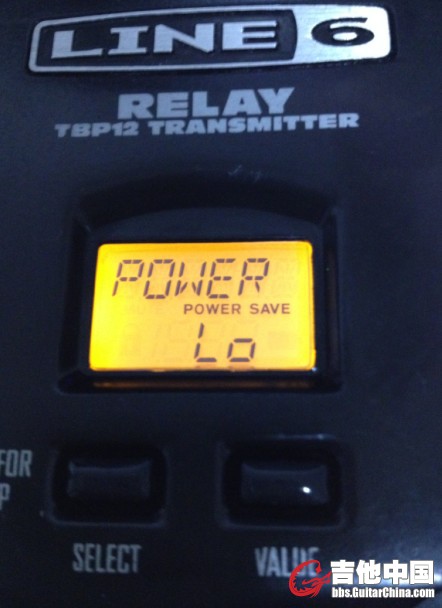 LINE 6
RELAY
TBP12 TRANSMITTER
POWER
POWER SAVE
Lo
FOR
P
SELECT
VALUE
吉他中国
bbs.GuitarChina.com